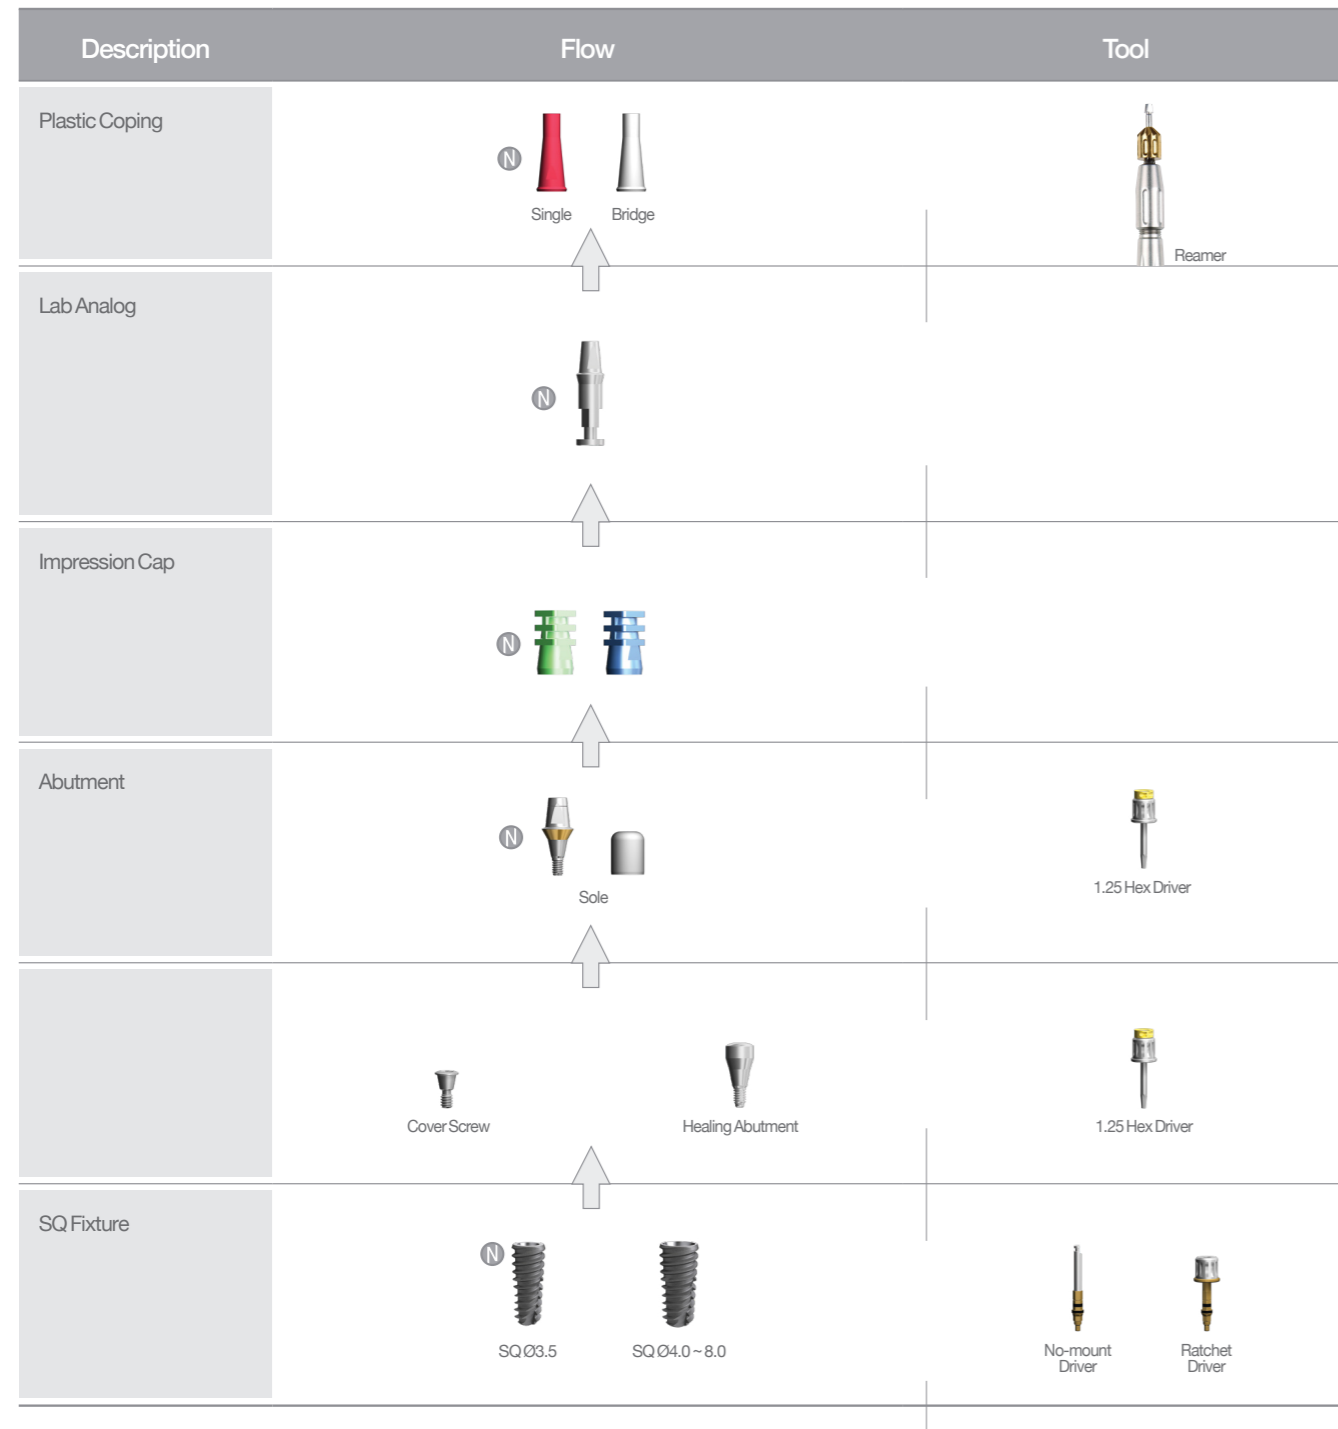 Description Flow Tool
Plastic Coping
N
Single Bridge
Reamer
Lab Analog
N
Impression Cap
N
Abutment
N
Sole
1.25 Hex Driver
Cover Screw Healing Abutment 1.25 Hex Driver
SQ Fixture
N
SQ Ø3.5 SQ Ø4.0 ~ 8.0
No-mount
Driver
Ratchet
Driver